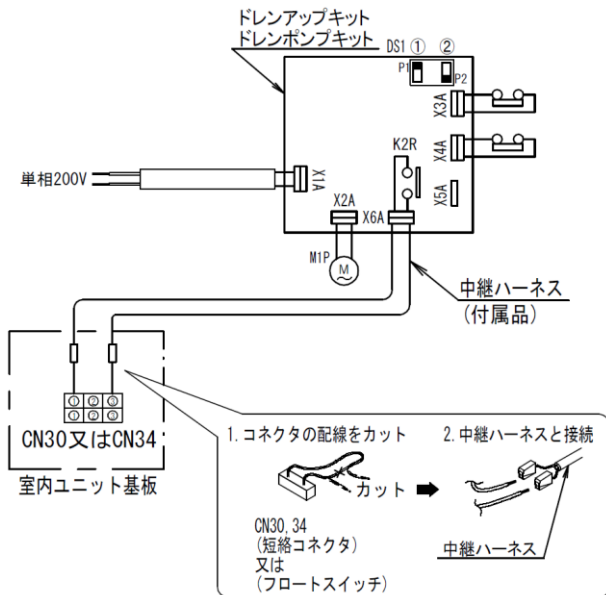 ドレンアップキット
ドレンポンプキット
DS1 ① ②
P1
P2
X3A
K2R
X4A
単相200V
X1A
X2A
X6A
X5A
M1P
M
中継ハーネス
(付属品)
① ② ③
① ② ③
CN30又はCN34
室内ユニット基板
1. コネクタの配線をカット
2. 中継ハーネスと接続
カット
CN30, 34
(短絡コネクタ)
又は
(フロートスイッチ)
中継ハーネス